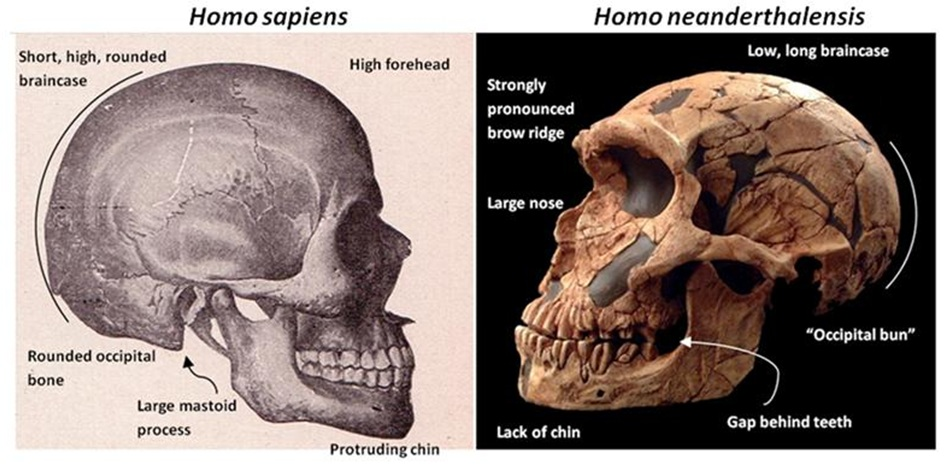 Homo sapiens
Short, high, rounded
braincase
High forehead
Rounded occipital
bone
Large mastoid
process
Protruding chin
Homo neanderthalensis
Low, long braincase
Strongly
pronounced
brow ridge
Large nose
“Occipital bun”
Gap behind teeth
Lack of chin